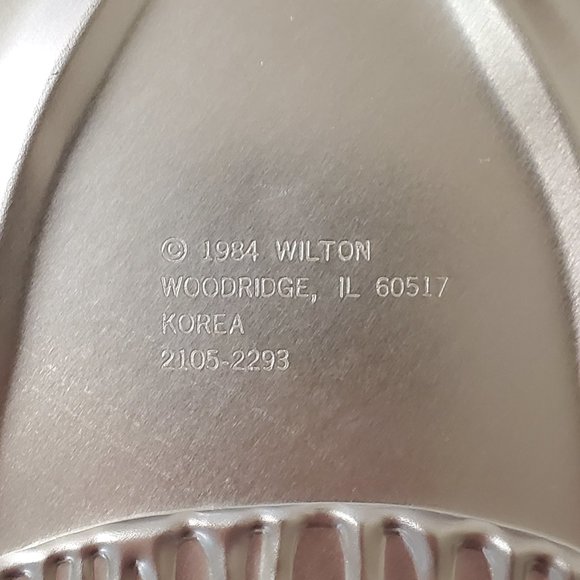 © 1984 WILTON
WOODRIDGE, IL 60517
KOREA
2105-2293